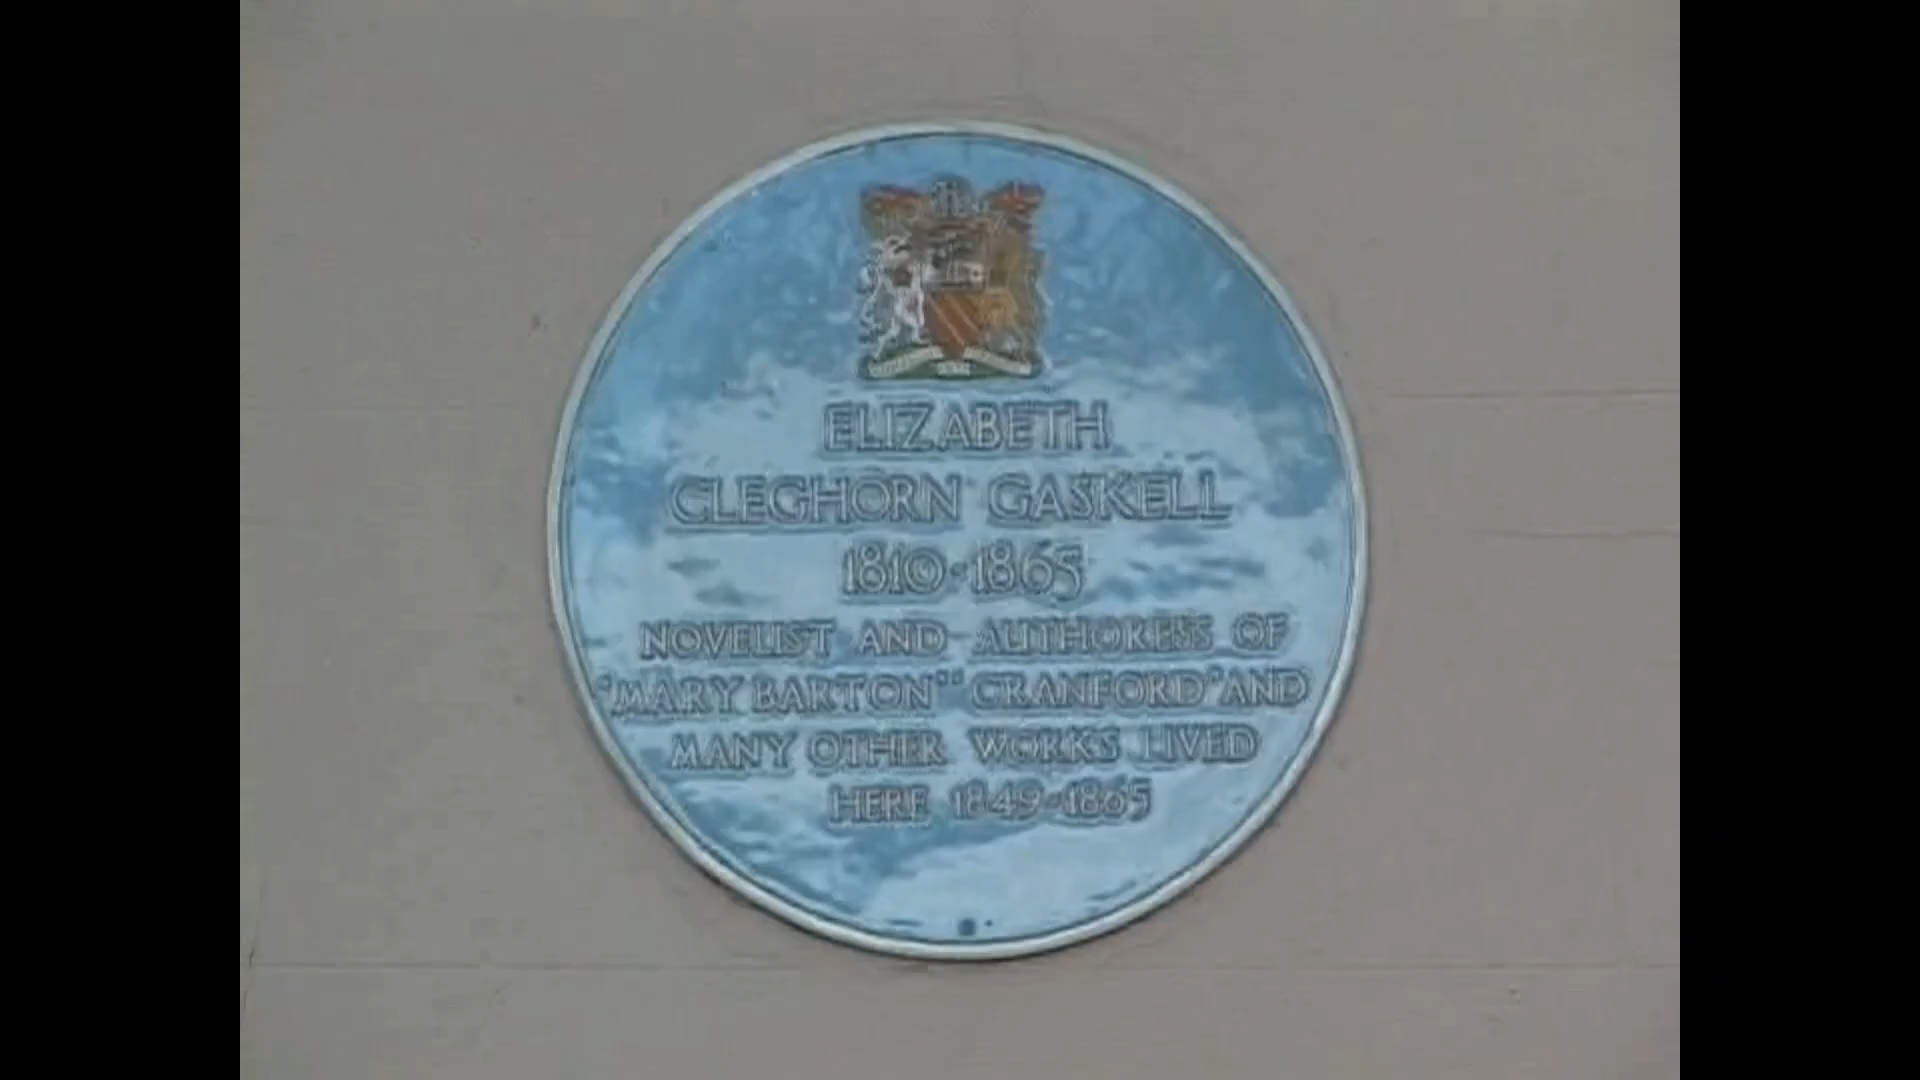 ELIZABETH
CLEGHORN GASKELL
1810-1865
NOVELIST AND AUTHORESS OF
"MARY BARTON" "CRANFORD" AND
MANY OTHER WORKS LIVED
HERE 1849-1865